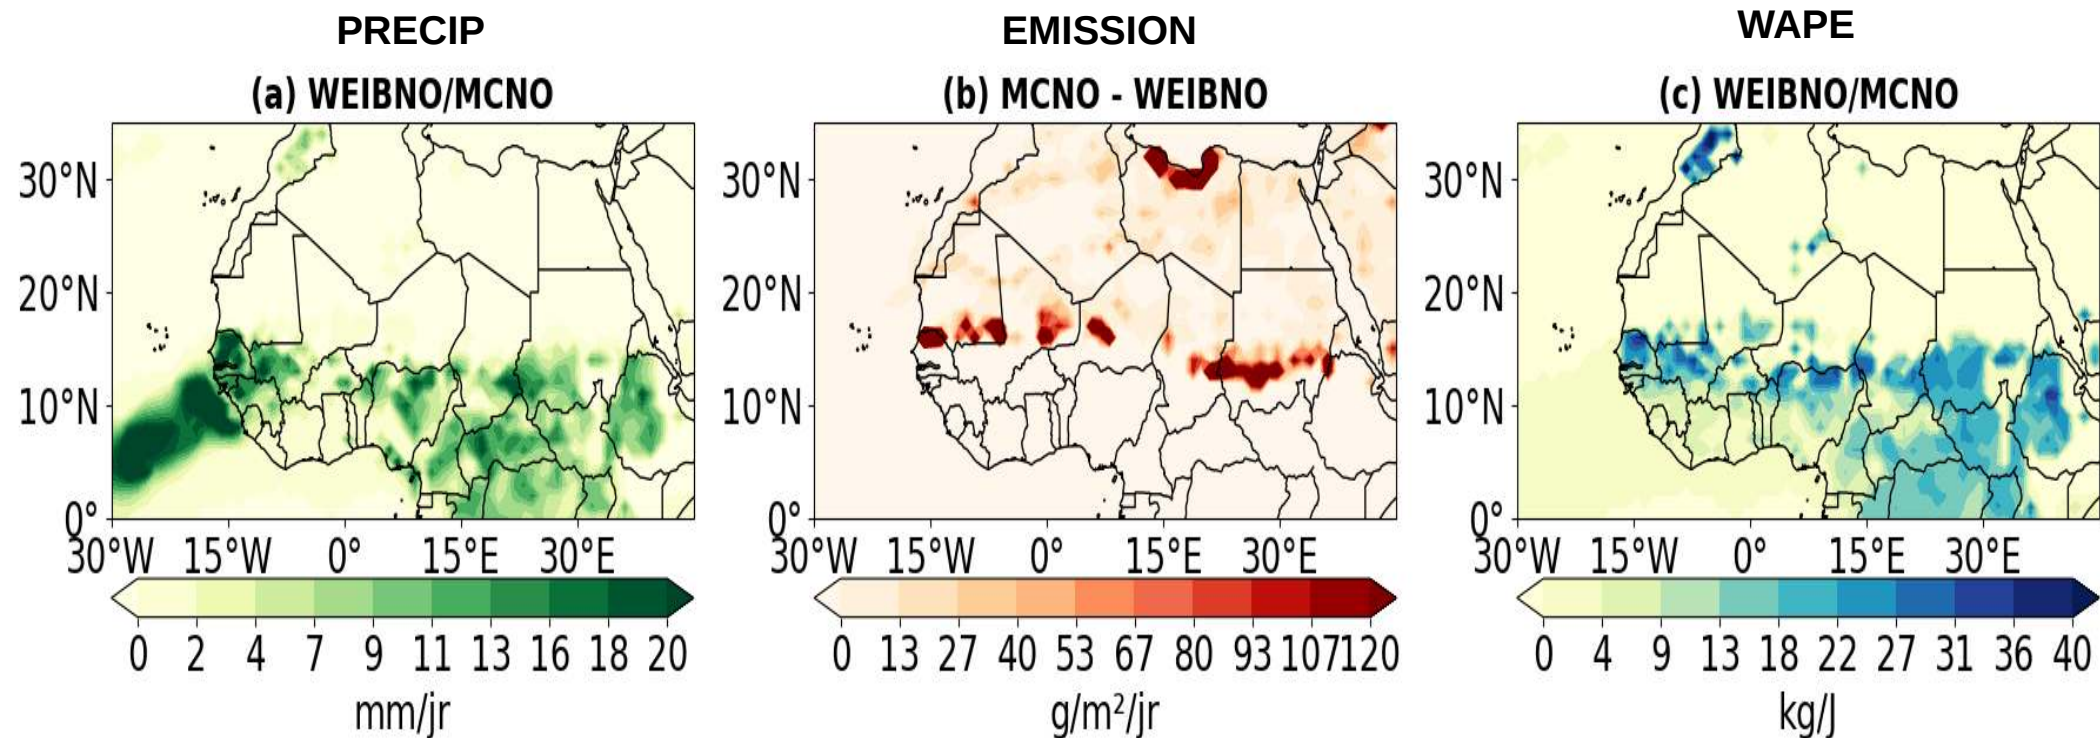 PRECIP
EMISSION
WAPE
(a) WEIBNO/MCNO
(b) MCNO - WEIBNO
(c) WEIBNO/MCNO
30°N
20°N
10°N
0°
30°W 15°W 0° 15°E 30°E
0 2 4 7 9 11 13 16 18 20
mm/jr
30°N
20°N
10°N
0°
30°W 15°W 0° 15°E 30°E
0 13 27 40 53 67 80 93 107 120
g/m²/jr
30°N
20°N
10°N
0°
30°W 15°W 0° 15°E 30°E
0 4 9 13 18 22 27 31 36 40
kg/J